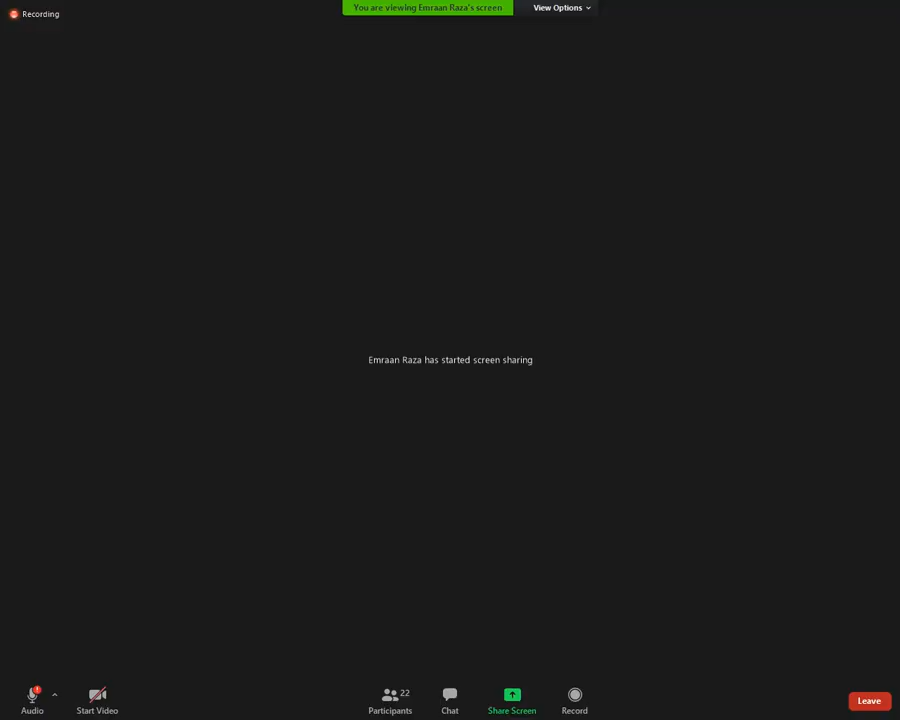 Recording
You are viewing Emraan Raza's screen
View Options
Emraan Raza has started screen sharing
22
Audio
Start Video
Participants
Chat
Share Screen
Record
Leave